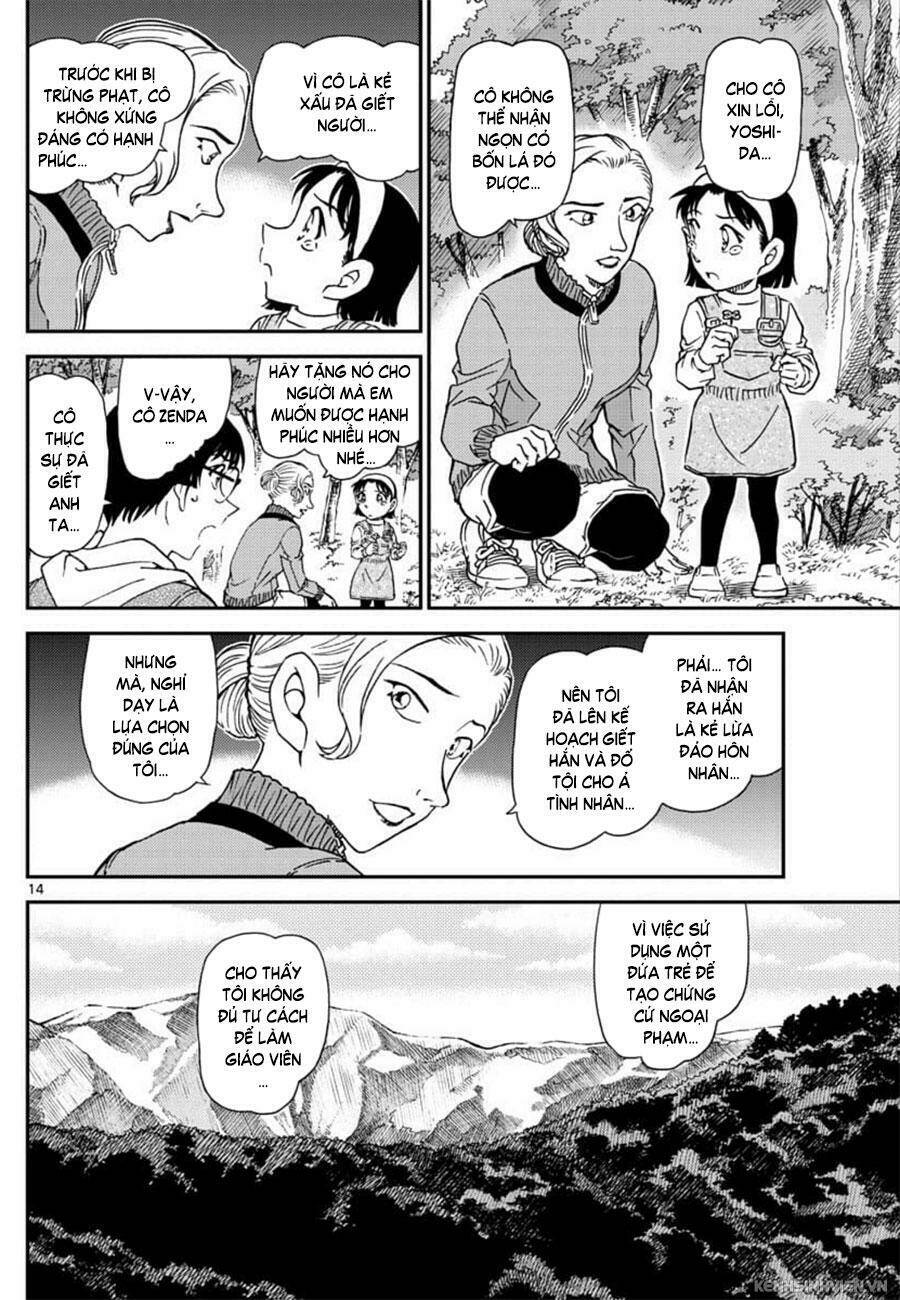 CHO CÔ
XIN LỖI,
YOSHI-
DA...
CÔ KHÔNG
THỂ NHẬN
NGỌN CỎ
BỐN LÁ ĐÓ
ĐƯỢC...
VÌ CÔ LÀ KẺ
XẤU ĐÃ GIẾT
NGƯỜI...
TRƯỚC KHI BỊ
TRỪNG PHẠT, CÔ
KHÔNG XỨNG
ĐÁNG CÓ HẠNH
PHÚC...
HÃY TẶNG NÓ CHO
NGƯỜI MÀ EM
MUỐN ĐƯỢC HẠNH
PHÚC NHIỀU HƠN
NHÉ...
V-VẬY,
CÔ ZENDA
...
CÔ
THỰC
SỰ ĐÃ
GIẾT
ANH
TA...
PHẢI... TÔI
ĐÃ NHẬN
RA HẮN
LÀ KẺ LỪA
ĐẢO HÔN
NHÂN...
NÊN TÔI
ĐÃ LÊN KẾ
HOẠCH GIẾT
HẮN VÀ ĐỔ
TỘI CHO Ả
TÌNH NHÂN...
NHƯNG
MÀ, NGHỈ
DẠY LÀ
LỰA CHỌN
ĐÚNG CỦA
TÔI...
14
VÌ VIỆC SỬ
DỤNG MỘT
ĐỨA TRẺ ĐỂ
TẠO CHỨNG
CỨ NGOẠI
PHẠM...
CHO THẤY
TÔI KHÔNG
ĐỦ TƯ CÁCH
ĐỂ LÀM
GIÁO VIÊN
...
KENHSINHVIEN.VN